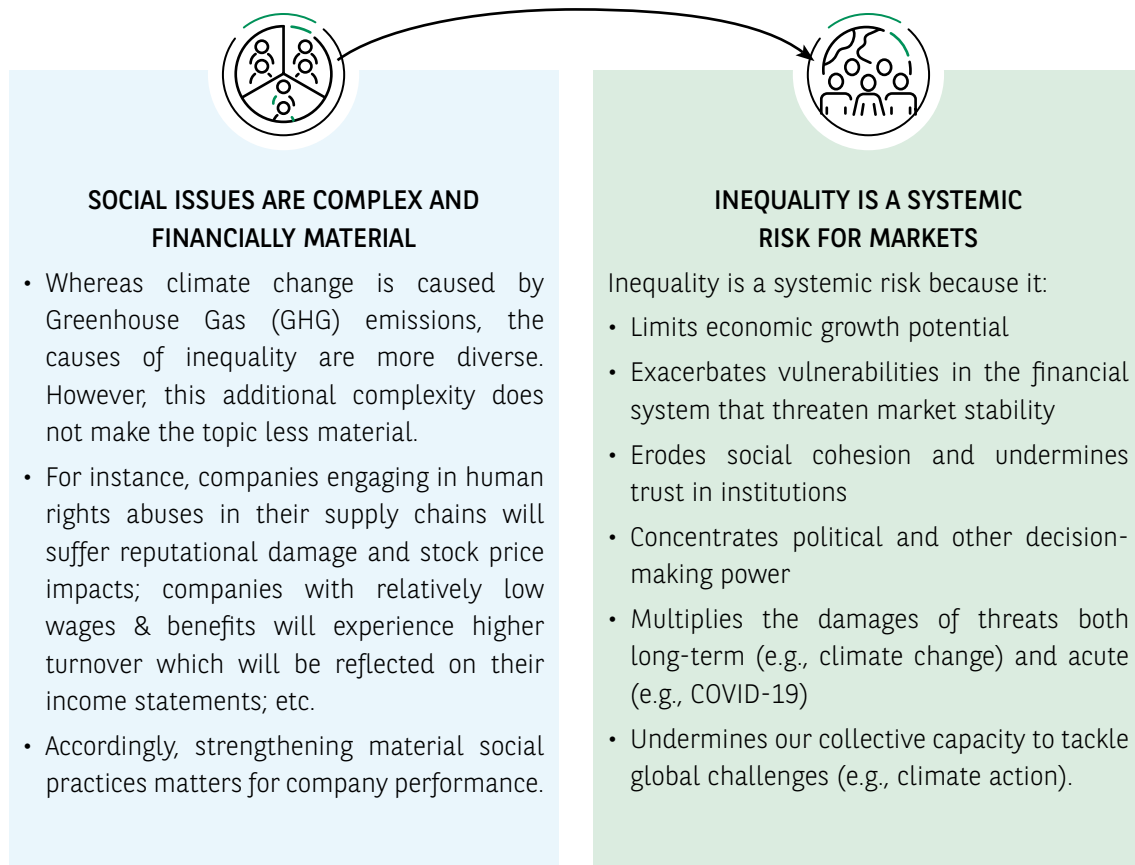 SOCIAL ISSUES ARE COMPLEX AND
FINANCIALLY MATERIAL
• Whereas climate change is caused by
Greenhouse Gas (GHG) emissions, the
causes of inequality are more diverse.
However, this additional complexity does
not make the topic less material.
• For instance, companies engaging in human
rights abuses in their supply chains will
suffer reputational damage and stock price
impacts; companies with relatively low
wages & benefits will experience higher
turnover which will be reflected on their
income statements; etc.
• Accordingly, strengthening material social
practices matters for company performance.
INEQUALITY IS A SYSTEMIC
RISK FOR MARKETS
Inequality is a systemic risk because it:
• Limits economic growth potential
• Exacerbates vulnerabilities in the financial
system that threaten market stability
• Erodes social cohesion and undermines
trust in institutions
• Concentrates political and other decision-
making power
• Multiplies the damages of threats both
long-term (e.g., climate change) and acute
(e.g., COVID-19)
• Undermines our collective capacity to tackle
global challenges (e.g., climate action).